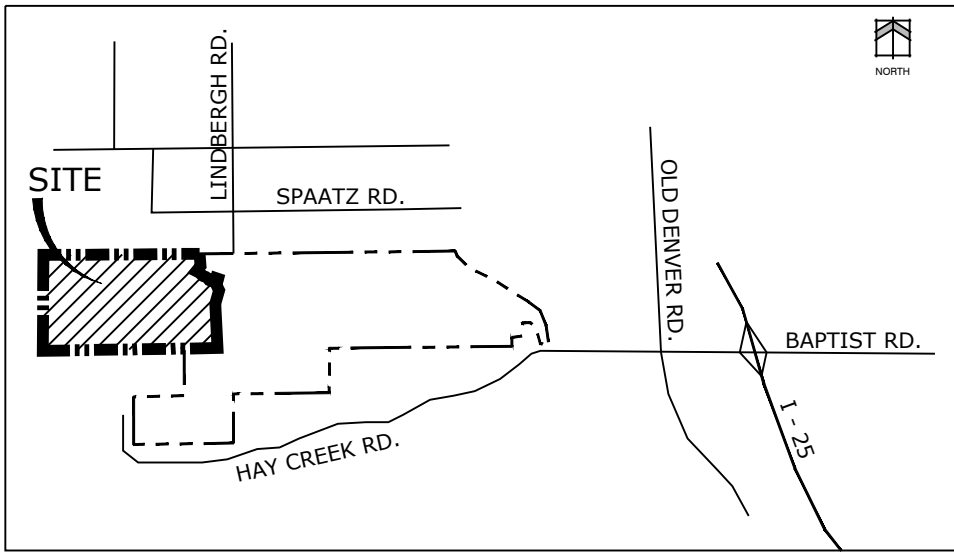 NORTH
LINDBERGH RD.
SITE
SPAATZ RD.
OLD DENVER RD.
BAPTIST RD.
I - 25
HAY CREEK RD.